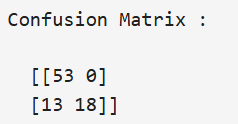 Confusion Matrix :
[[53 0]
[13 18]]